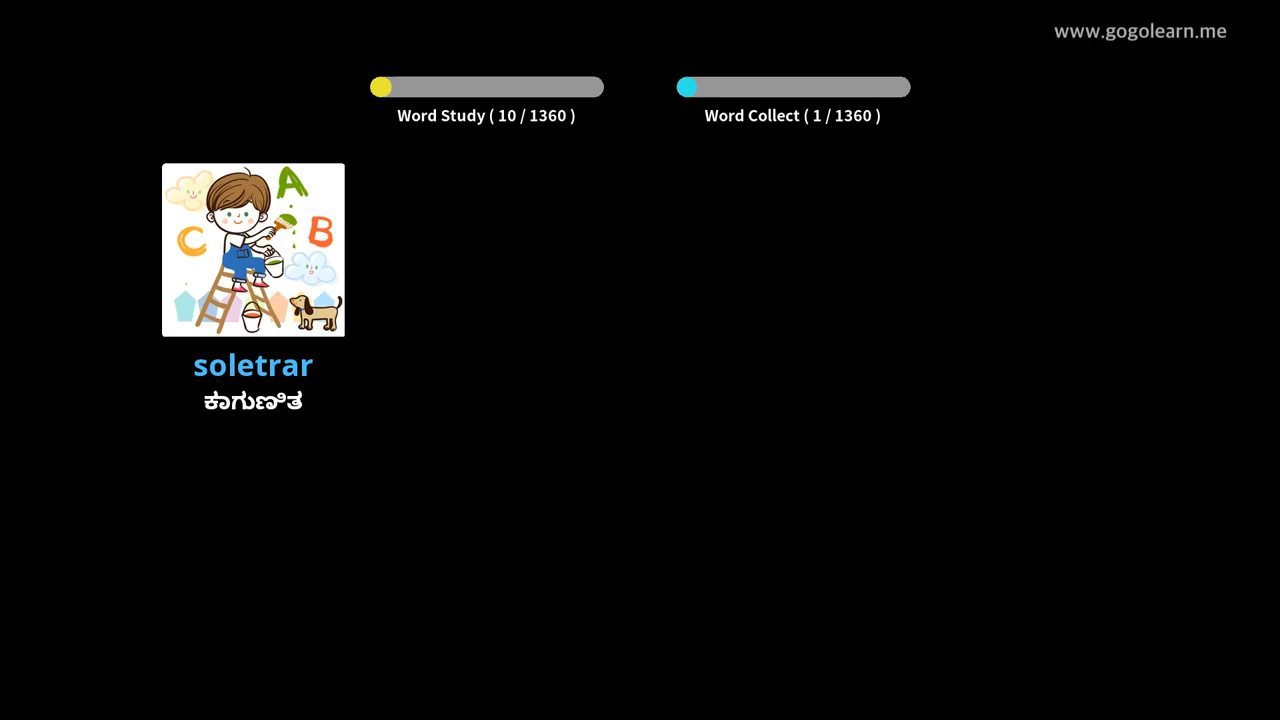 www.gogolearn.me
Word Study ( 10 / 1360 )
Word Collect ( 1 / 1360 )
A
B
C
soletrar
ಕಾಗುಣಿತ